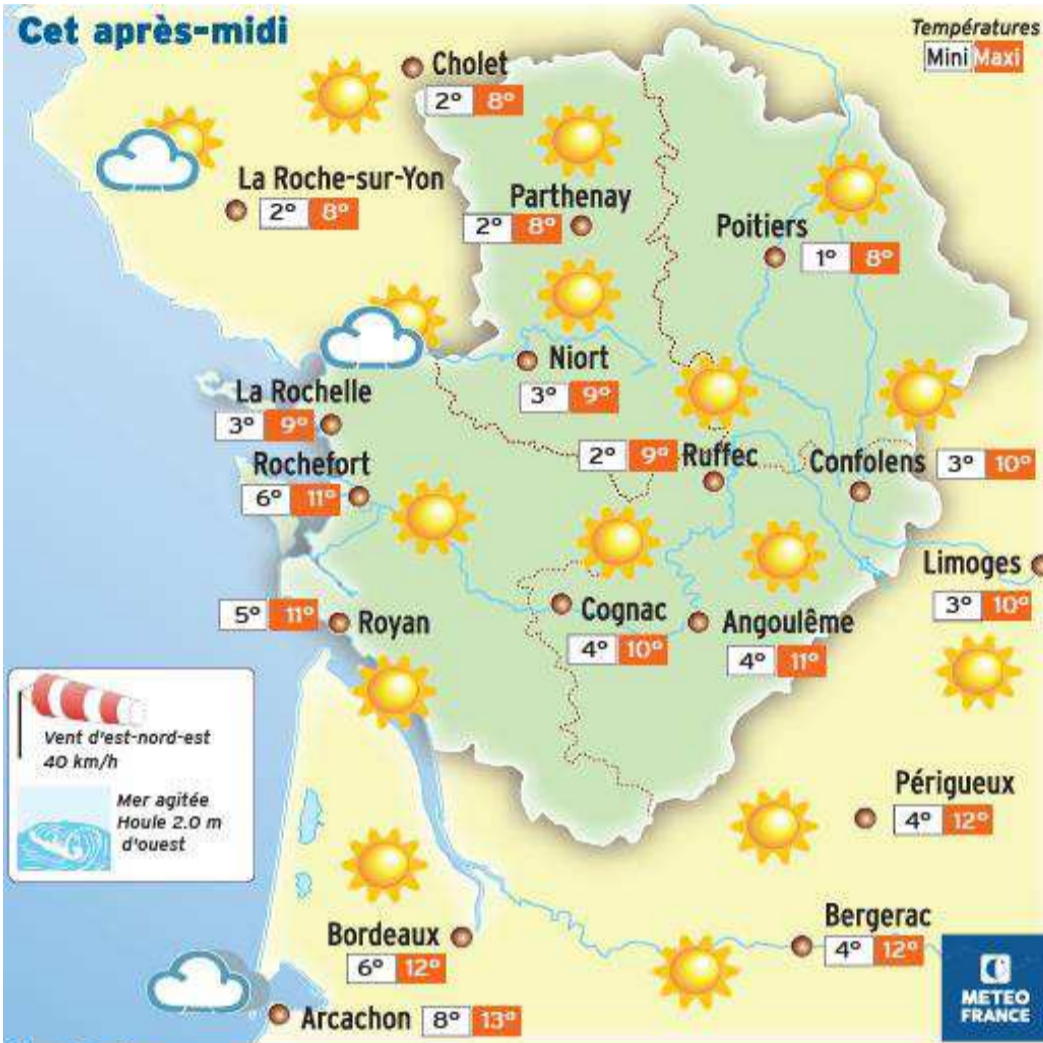 Cet après-midi
Températures
Mini Maxi
Cholet
2° 8°
La Roche-sur-Yon
2° 8°
Parthenay
2° 8°
Poitiers
1° 8°
Niort
3° 9°
La Rochelle
3° 9°
Rochefort
6° 11°
2° 9° Ruffec
Confolens 3° 10°
Limoges
3° 10°
5° 11° Royan
Cognac
4° 10°
Angoulême
4° 11°
Vent d'est-nord-est
40 km/h
Mer agitée
Houle 2.0 m
d'ouest
Périgueux
4° 12°
Bordeaux
6° 12°
Bergerac
4° 12°
Arcachon 8° 13°
METEO
FRANCE